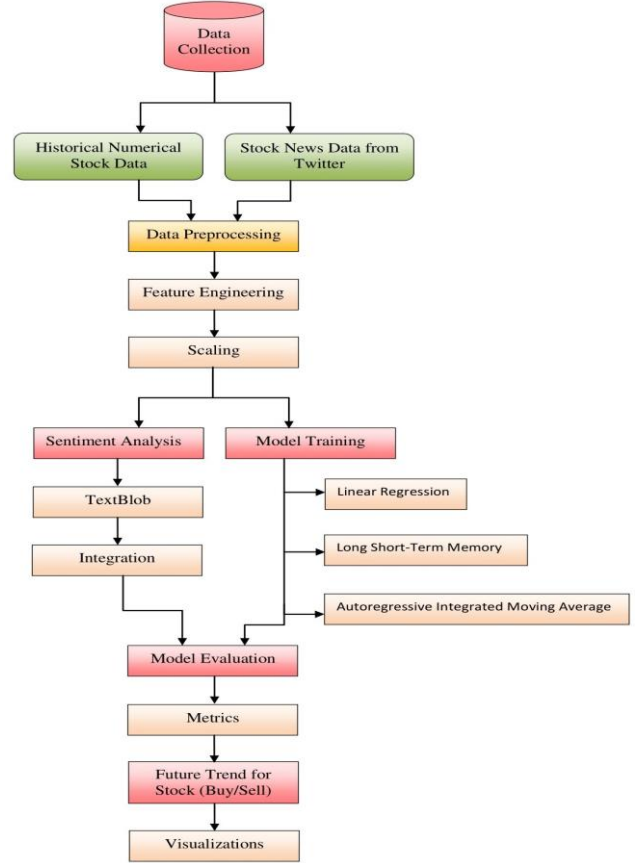 Data
Collection
Historical Numerical
Stock Data
Stock News Data from
Twitter
Data Preprocessing
Feature Engineering
Scaling
Sentiment Analysis
Model Training
TextBlob
Linear Regression
Integration
Long Short-Term Memory
Autoregressive Integrated Moving Average
Model Evaluation
Metrics
Future Trend for
Stock (Buy/Sell)
Visualizations